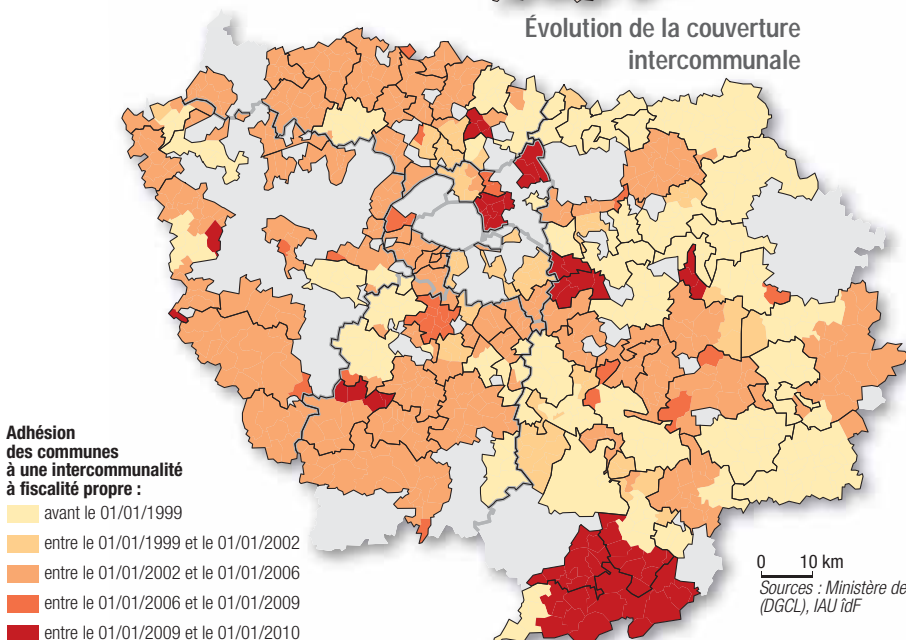 Évolution de la couverture
intercommunale
Adhésion
des communes
à une intercommunalité
à fiscalité propre :
avant le 01/01/1999
entre le 01/01/1999 et le 01/01/2002
entre le 01/01/2002 et le 01/01/2006
entre le 01/01/2006 et le 01/01/2009
entre le 01/01/2009 et le 01/01/2010
0 10 km
Sources : Ministère de
(DGCL), IAU îdF